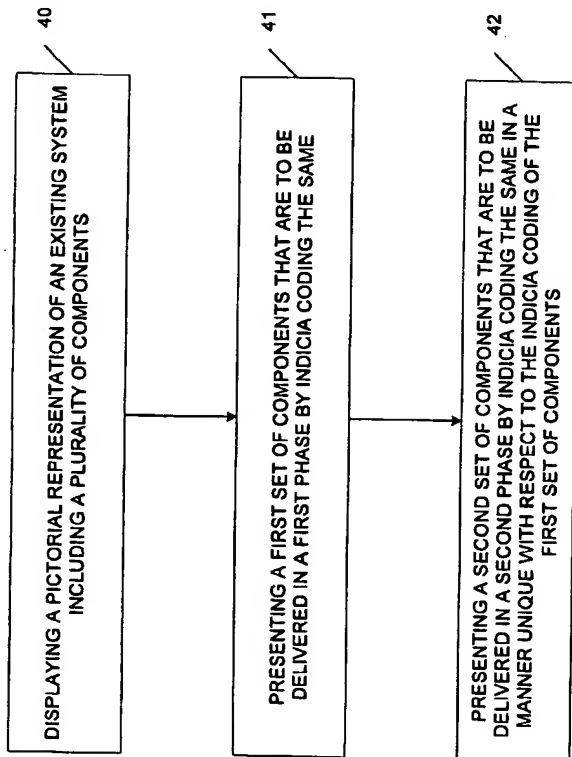 40
DISPLAYING A PICTORIAL REPRESENTATION OF AN EXISTING SYSTEM
INCLUDING A PLURALITY OF COMPONENTS
41
PRESENTING A FIRST SET OF COMPONENTS THAT ARE TO BE
DELIVERED IN A FIRST PHASE BY INDICIA CODING THE SAME
42
PRESENTING A SECOND SET OF COMPONENTS THAT ARE TO BE
DELIVERED IN A SECOND PHASE BY INDICIA CODING THE SAME IN A
MANNER UNIQUE WITH RESPECT TO THE INDICIA CODING OF THE
FIRST SET OF COMPONENTS